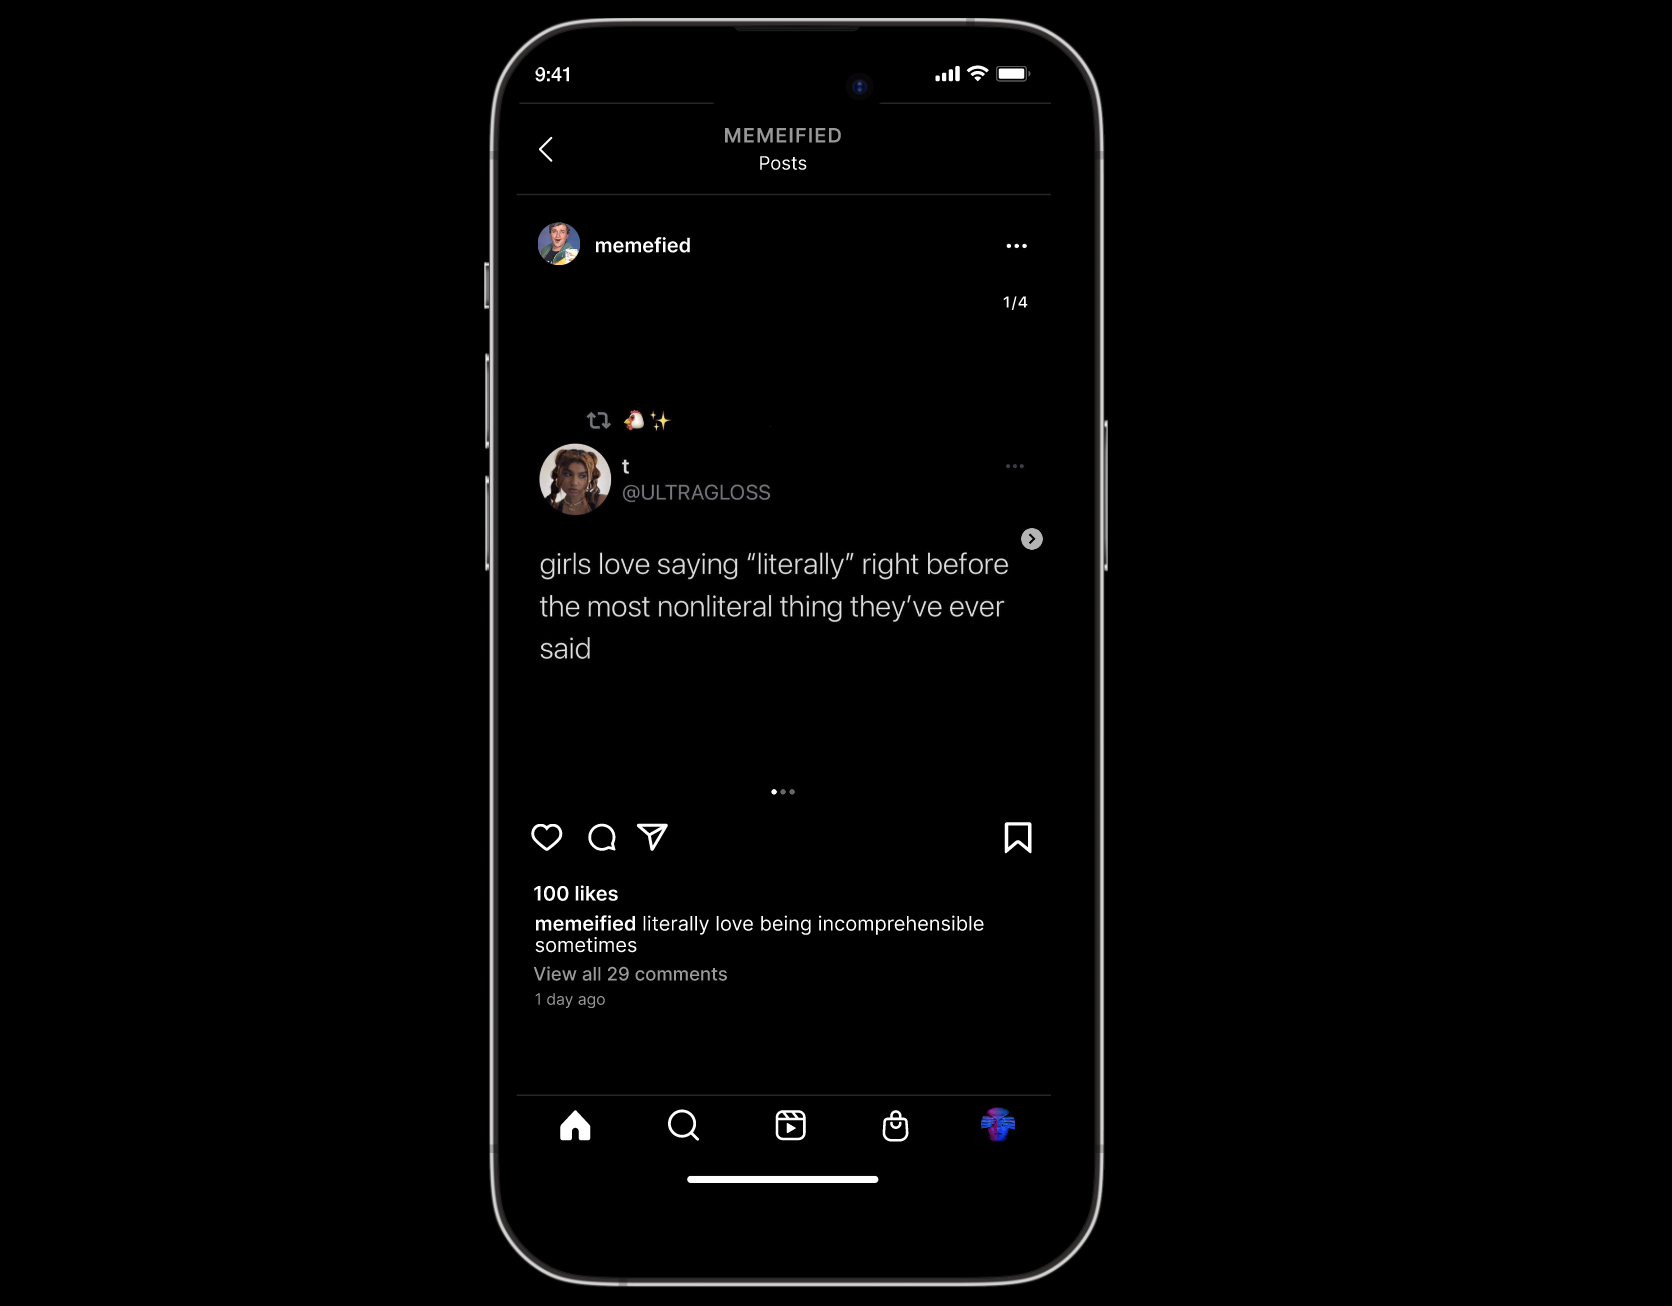 9:41
MEMEIFIED
Posts
memefied
1/4
t
@ULTRAGLOSS
girls love saying “literally” right before
the most nonliteral thing they’ve ever
said
100 likes
memeified literally love being incomprehensible
sometimes
View all 29 comments
1 day ago